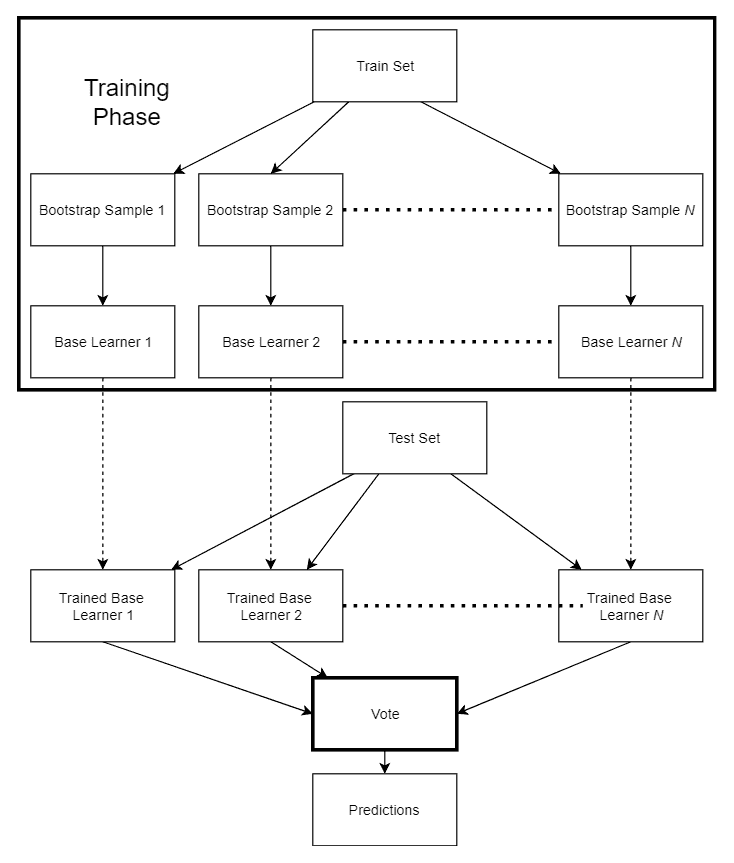 Train Set
Training
Phase
Bootstrap Sample 1
Bootstrap Sample 2
Bootstrap Sample N
Base Learner 1
Base Learner 2
Base Learner N
Test Set
Trained Base
Learner 1
Trained Base
Learner 2
Trained Base
Learner N
Vote
Predictions